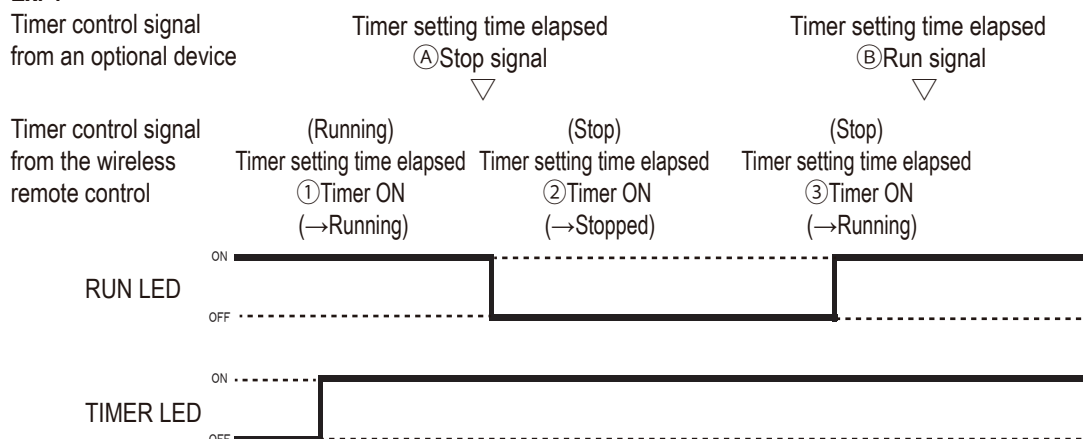 Timer control signal
from an optional device
Timer setting time elapsed
ⒶStop signal
▽
Timer setting time elapsed
ⒷRun signal
▽
Timer control signal
from the wireless
remote control
(Running)
Timer setting time elapsed
①Timer ON
(→Running)
(Stop)
Timer setting time elapsed
②Timer ON
(→Stopped)
(Stop)
Timer setting time elapsed
③Timer ON
(→Running)
RUN LED
ON
OFF
TIMER LED
ON
OFF